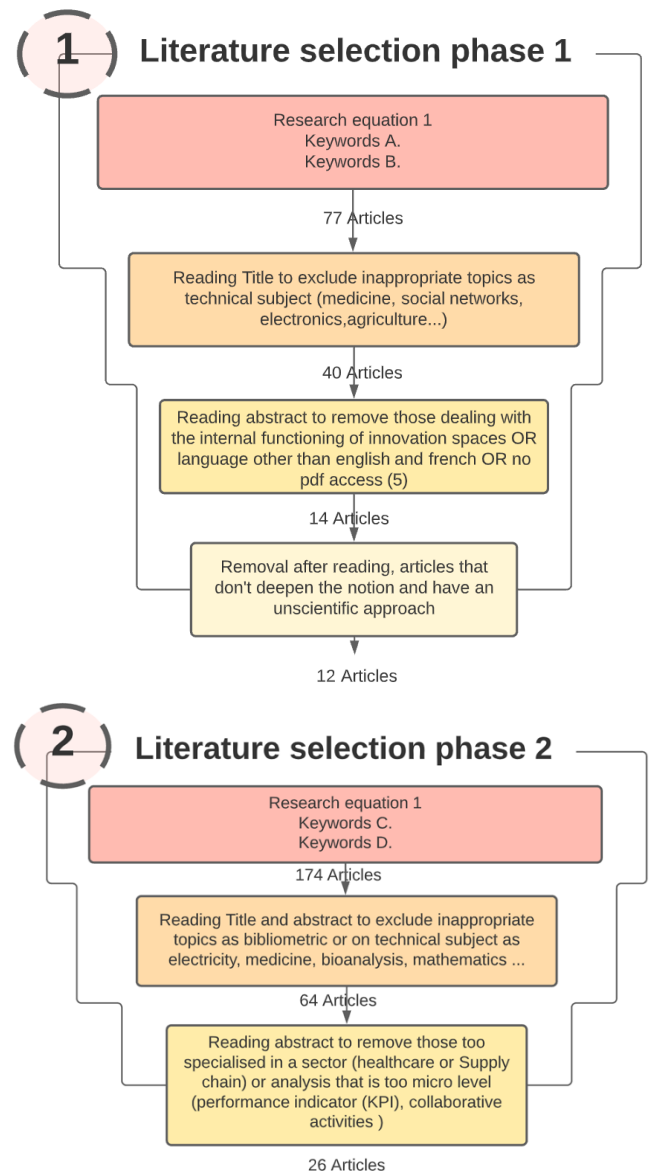 1
Literature selection phase 1
Research equation 1
Keywords A.
Keywords B.
77 Articles
Reading Title to exclude inappropriate topics as
technical subject (medicine, social networks,
electronics,agriculture...)
40 Articles
Reading abstract to remove those dealing with
the internal functioning of innovation spaces OR
language other than english and french OR no
pdf access (5)
14 Articles
Removal after reading, articles that
don't deepen the notion and have an
unscientific approach
12 Articles
2
Literature selection phase 2
Research equation 1
Keywords C.
Keywords D.
174 Articles
Reading Title and abstract to exclude inappropriate
topics as bibliometric or on technical subject as
electricity, medicine, bioanalysis, mathematics ...
64 Articles
Reading abstract to remove those too
specialised in a sector (healthcare or Supply
chain) or analysis that is too micro level
(performance indicator (KPI), collaborative
activities )
26 Articles